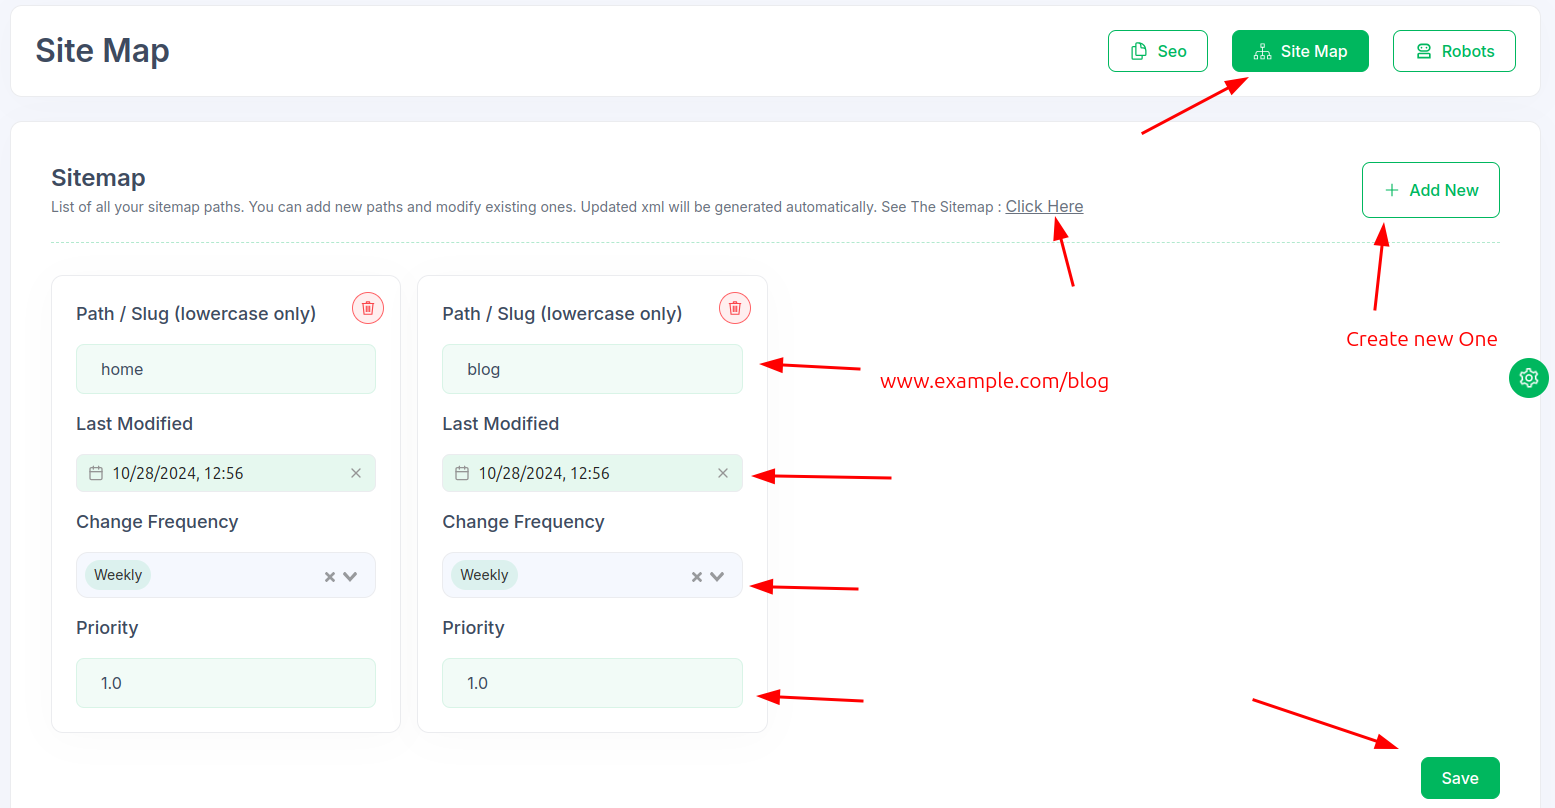 Site Map
Seo
Site Map
Robots
Sitemap
List of all your sitemap paths. You can add new paths and modify existing ones. Updated xml will be generated automatically. See The Sitemap : Click Here
Add New
Create new One
Path / Slug (lowercase only)
home
Last Modified
10/28/2024, 12:56
Change Frequency
Weekly
Priority
1.0
Path / Slug (lowercase only)
blog
www.example.com/blog
Last Modified
10/28/2024, 12:56
Change Frequency
Weekly
Priority
1.0
Save